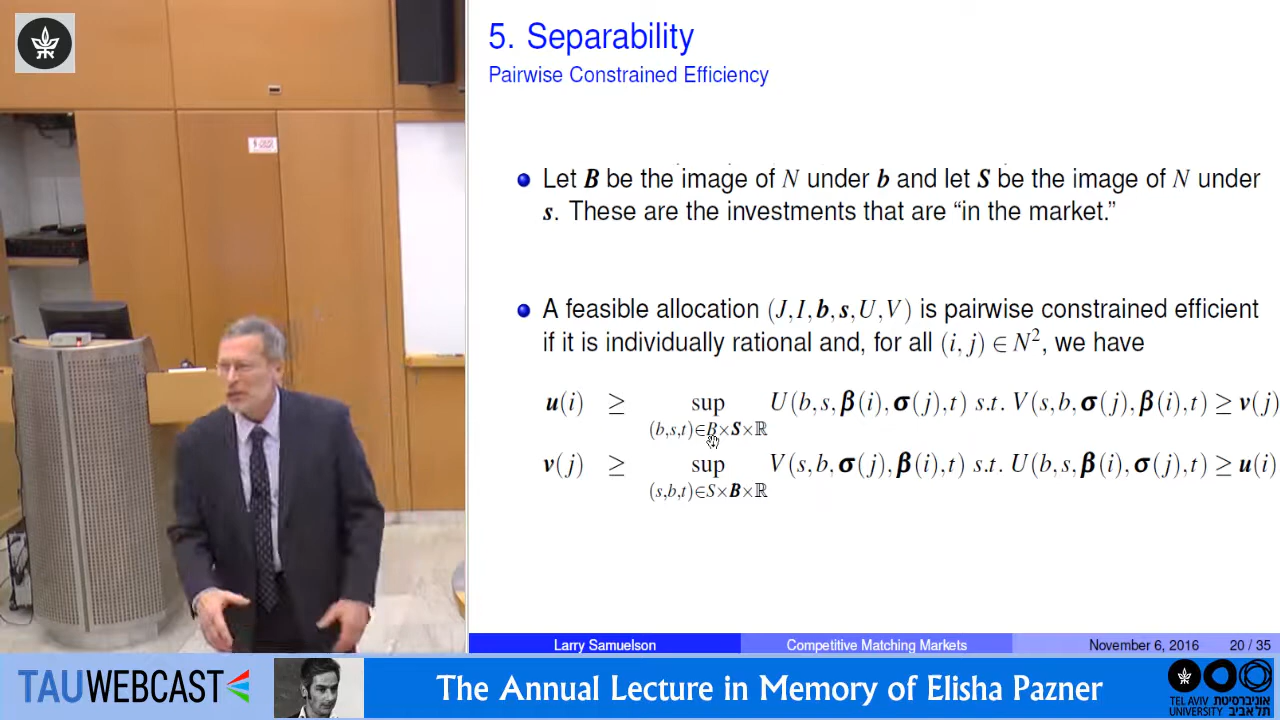 5. Separability
Pairwise Constrained Efficiency
Let B be the image of N under b and let S be the image of N under
s. These are the investments that are “in the market.”
A feasible allocation (J, I, b, s, U, V) is pairwise constrained efficient
if it is individually rational and, for all (i, j) ∈ N², we have
u(i) ≥ sup U(b, s, β(i), σ(j), t) s.t. V(s, b, σ(j), β(i), t) ≥ v(j)
(b,s,t)∈B×S×ℝ
v(j) ≥ sup V(s, b, σ(j), β(i), t) s.t. U(b, s, β(i), σ(j), t) ≥ u(i)
(s,b,t)∈S×B×ℝ
Larry Samuelson Competitive Matching Markets November 6, 2016 20 / 35
TAUWEBCAST The Annual Lecture in Memory of Elisha Pazner
TEL AVIV UNIVERSITY אוניברסיטת תל אביב